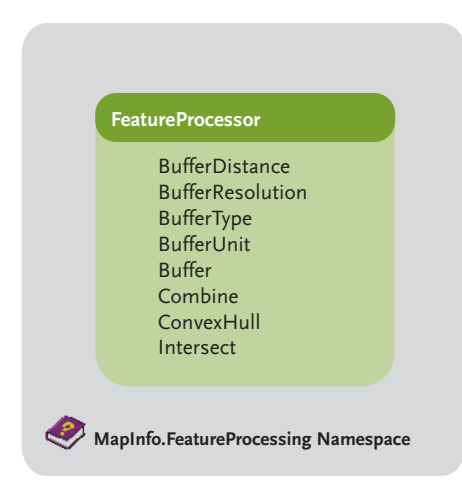 FeatureProcessor
BufferDistance
BufferResolution
BufferType
BufferUnit
Buffer
Combine
ConvexHull
Intersect
?
MapInfo.FeatureProcessing Namespace